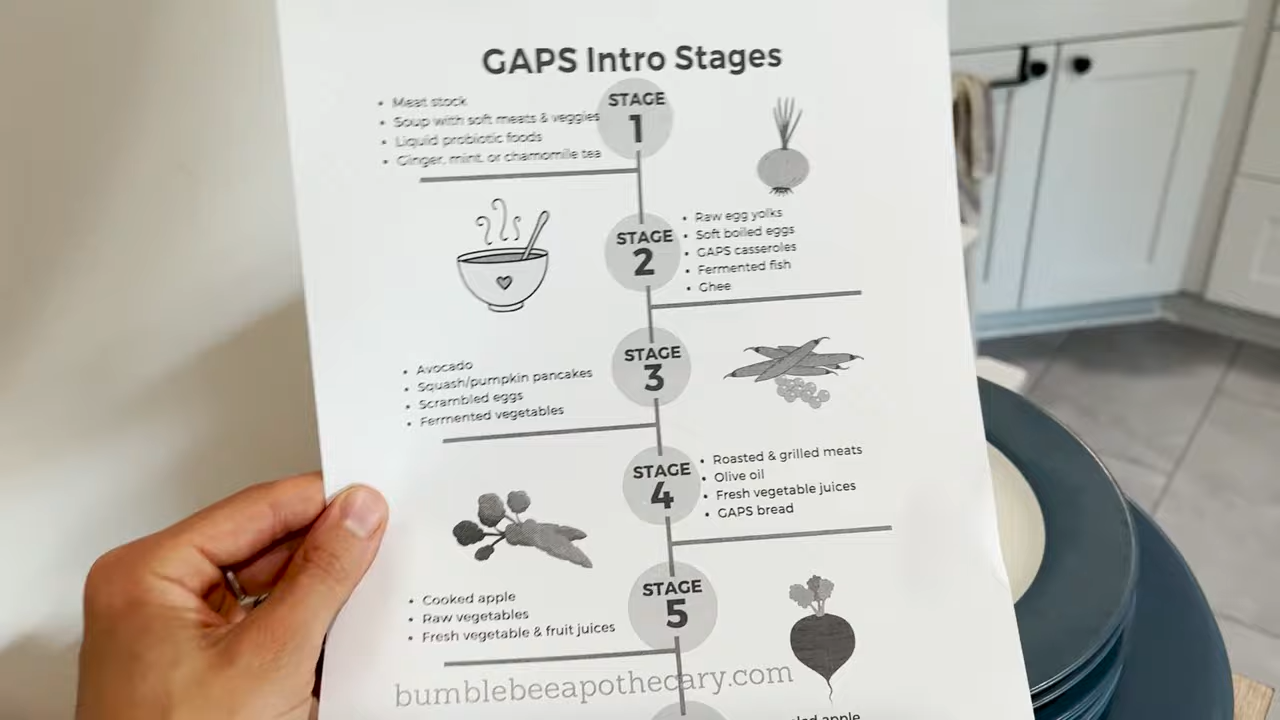 GAPS Intro Stages
STAGE
1
• Meat stock
• Soup with soft meats & veggies
• Liquid probiotic foods
• Ginger, mint, or chamomile tea
STAGE
2
• Raw egg yolks
• Soft boiled eggs
• GAPS casseroles
• Fermented fish
• Ghee
STAGE
3
• Avocado
• Squash/pumpkin pancakes
• Scrambled eggs
• Fermented vegetables
STAGE
4
• Roasted & grilled meats
• Olive oil
• Fresh vegetable juices
• GAPS bread
STAGE
5
• Cooked apple
• Raw vegetables
• Fresh vegetable & fruit juices
bumblebeeapothecary.com
apple